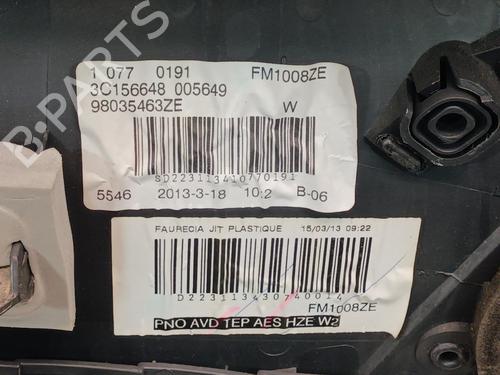 1 077 0191 FM1008ZE
3C156648 005649
98035463ZE W
SD223113410770191
5546 2013-3-18 10:2 B-06
FAURECIA JIT PLASTIQUE 15/03/13 09:22
D223113430740014
FM1008ZE
PNO AVD TEP AES HZE W2
B-PARTS